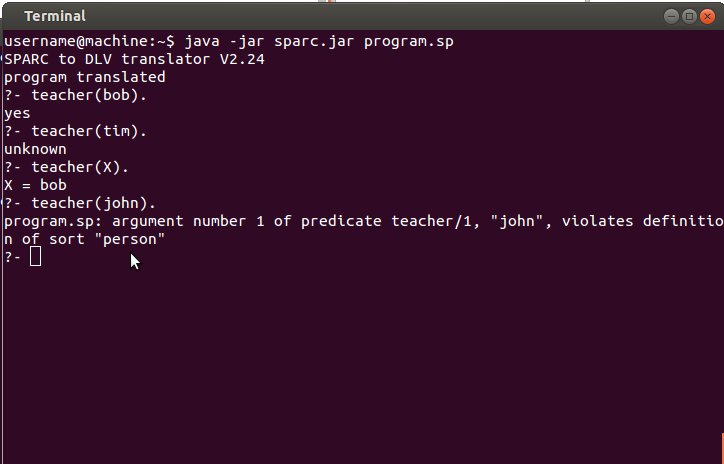 Terminal
username@machine:~$ java -jar sparc.jar program.sp
SPARC to DLV translator V2.24
program translated
?- teacher(bob).
yes
?- teacher(tim).
unknown
?- teacher(X).
X = bob
?- teacher(john).
program.sp: argument number 1 of predicate teacher/1, "john", violates definitio
n of sort "person"
?-